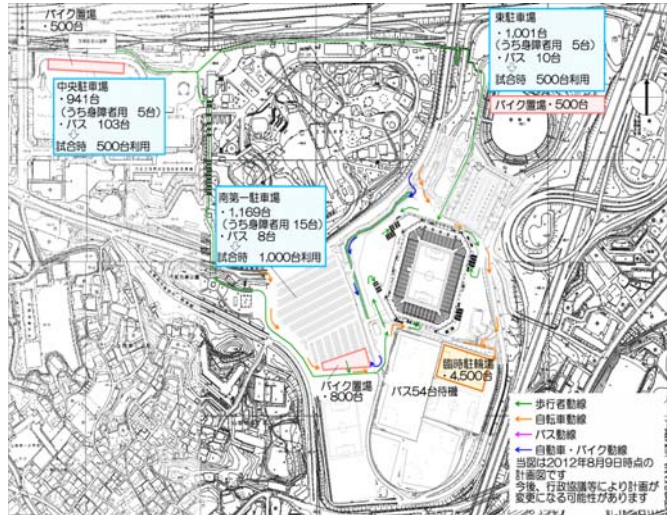 バイク置場
・500台
中央駐車場
・941台
（うち身障者用　5台）
・バス　103台
試合時　500台利用
東駐車場
・1,001台
（うち身障者用　5台）
・バス　10台
試合時　500台利用
バイク置場・500台
南第一駐車場
・1,169台
（うち身障者用 15台）
・バス　8台
試合時　1,000台利用
バイク置場
・800台
バス54台待機
臨時駐輪場
・4,500台
歩行者動線
自転車動線
バス動線
自動車・バイク動線
当図は2012年8月9日時点の
計画図です
今後、行政協議等により計画が
変更になる可能性があります